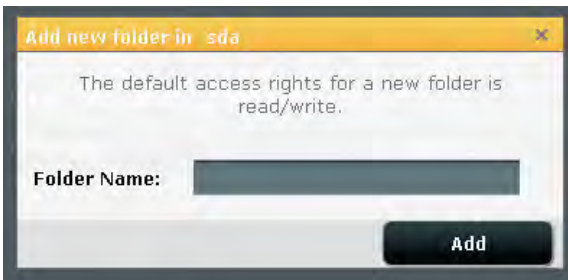 Add new folder in sda
×
The default access rights for a new folder is
read/write.
Folder Name:
Add